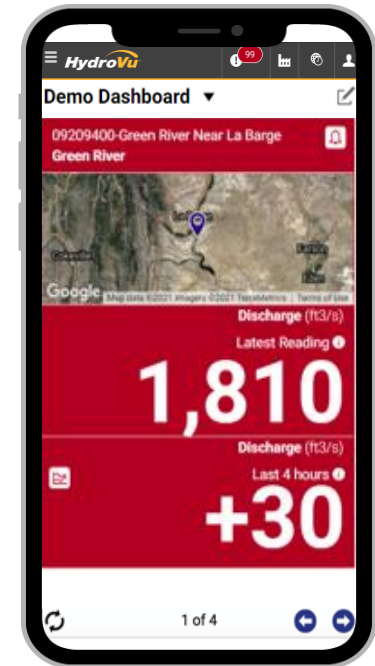 HydroVu
99
Demo Dashboard
09209400-Green River Near La Barge
Green River
Google
Map data ©2021 Imagery ©2021 TerraMetrics
Terms of Use
Discharge (ft3/s)
Latest Reading
1,810
Discharge (ft3/s)
Last 4 hours
+30
1 of 4